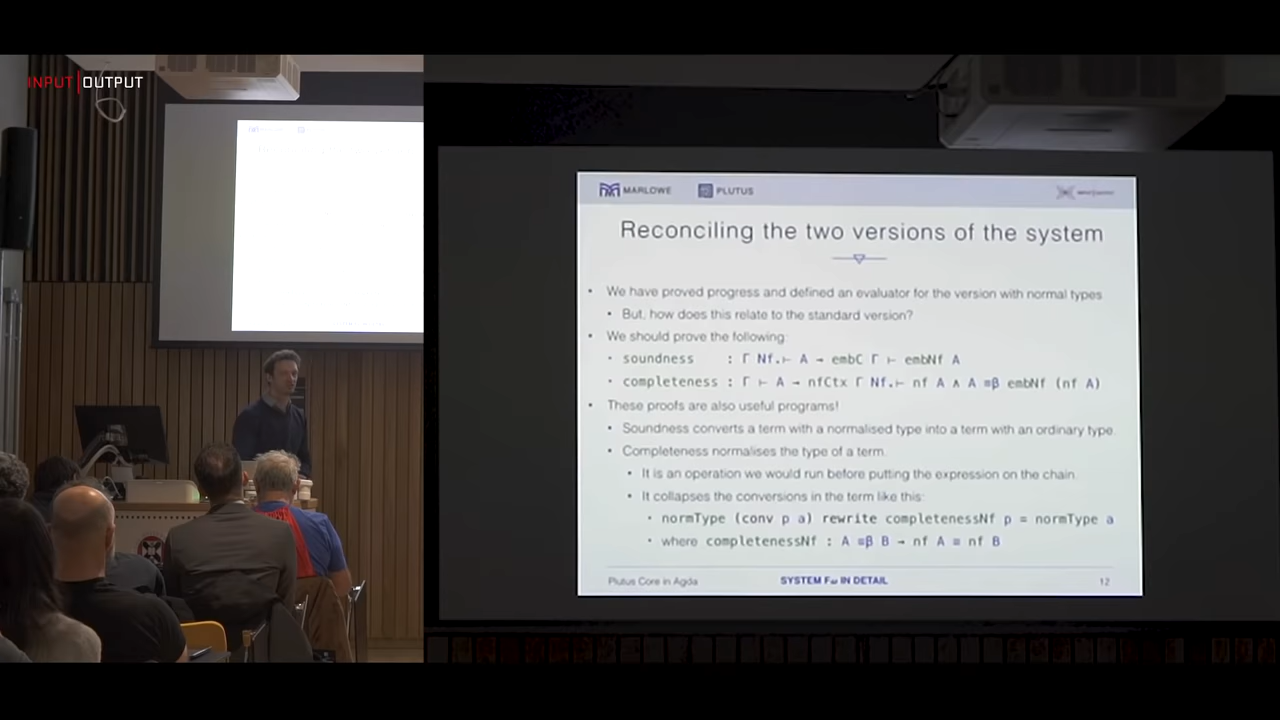 INPUT | OUTPUT
MARLOWE PLUTUS
Reconciling the two versions of the system
• We have proved progress and defined an evaluator for the version with normal types
• But, how does this relate to the standard version?
• We should prove the following:
• soundness : Γ Nf.⊢ A → embC Γ ⊢ embNf A
• completeness : Γ ⊢ A → nfCtx Γ Nf.⊢ nf A ∧ A ≡β embNf (nf A)
• These proofs are also useful programs!
• Soundness converts a term with a normalised type into a term with an ordinary type.
• Completeness normalises the type of a term.
• It is an operation we would run before putting the expression on the chain.
• It collapses the conversions in the term like this:
• normType (conv p a) rewrite completenessNf p = normType a
• where completenessNf : A ≡β B → nf A ≡ nf B
Plutus Core in Agda SYSTEM Fω IN DETAIL 12